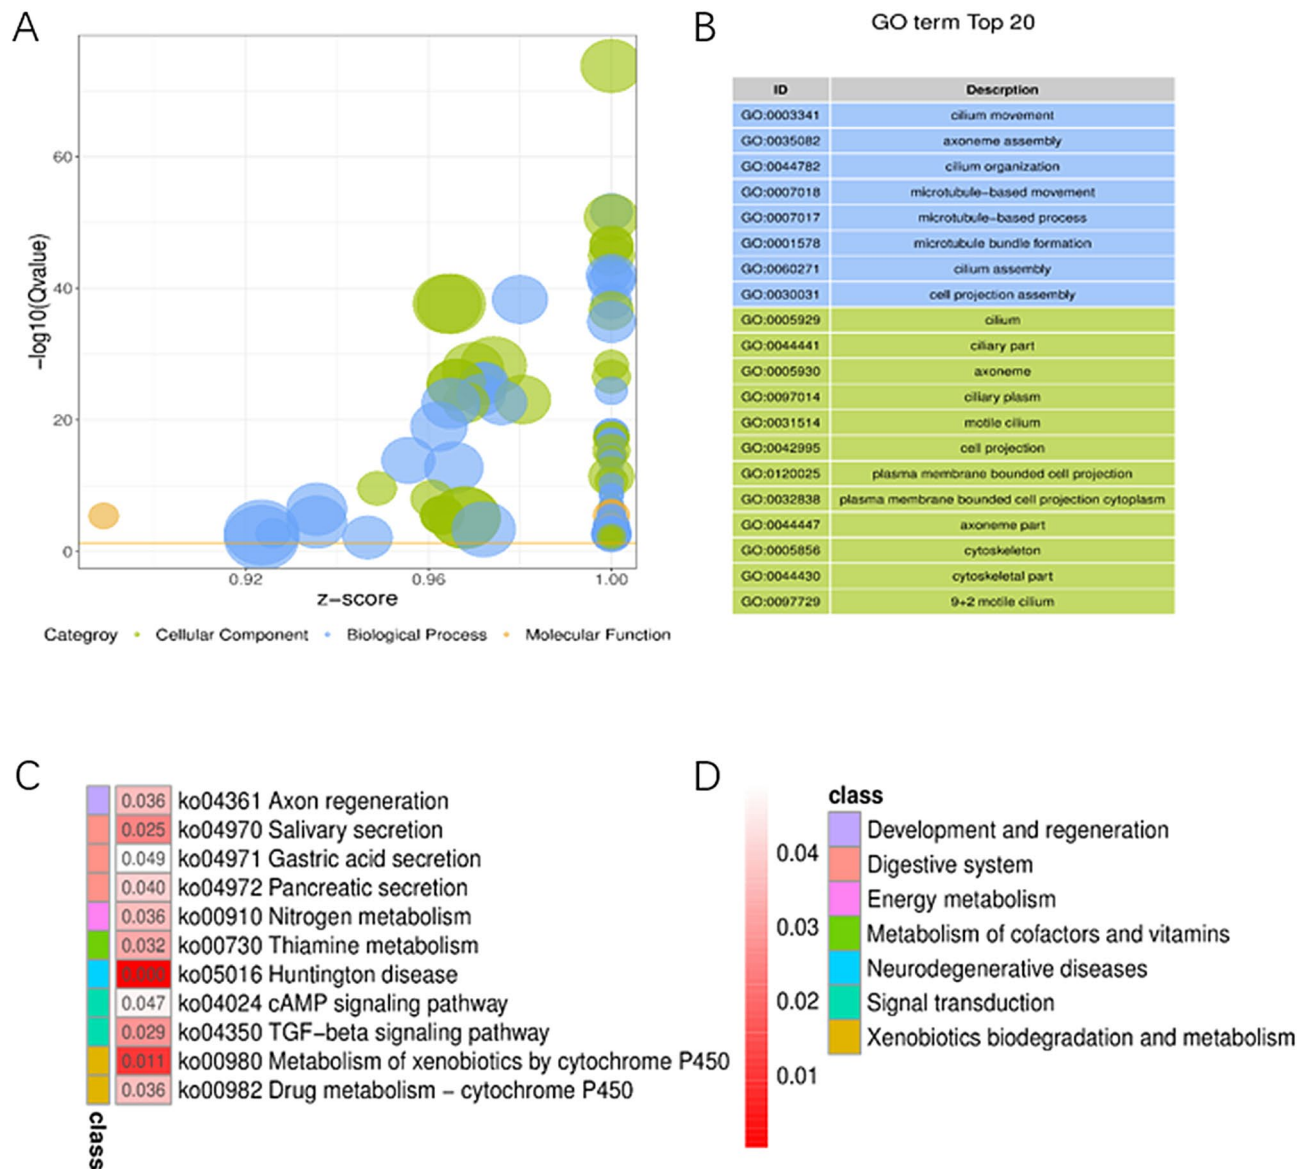 A
60
40
20
0
−log10(Qvalue)
0.92 0.96 1.00
z−score
Categroy Cellular Component Biological Process Molecular Function
B
GO term Top 20
ID Descrption
GO:0003341 cilium movement
GO:0035082 axoneme assembly
GO:0044782 cilium organization
GO:0007018 microtubule−based movement
GO:0007017 microtubule−based process
GO:0001578 microtubule bundle formation
GO:0060271 cilium assembly
GO:0030031 cell projection assembly
GO:0005929 cilium
GO:0044441 ciliary part
GO:0005930 axoneme
GO:0097014 ciliary plasm
GO:0031514 motile cilium
GO:0042995 cell projection
GO:0120025 plasma membrane bounded cell projection
GO:0032838 plasma membrane bounded cell projection cytoplasm
GO:0044447 axoneme part
GO:0005856 cytoskeleton
GO:0044430 cytoskeletal part
GO:0097729 9+2 motile cilium
C
0.036 ko04361 Axon regeneration
0.025 ko04970 Salivary secretion
0.049 ko04971 Gastric acid secretion
0.040 ko04972 Pancreatic secretion
0.036 ko00910 Nitrogen metabolism
0.032 ko00730 Thiamine metabolism
0.000 ko05016 Huntington disease
0.047 ko04024 cAMP signaling pathway
0.029 ko04350 TGF−beta signaling pathway
0.011 ko00980 Metabolism of xenobiotics by cytochrome P450
0.036 ko00982 Drug metabolism − cytochrome P450
class
D
0.04
0.03
0.02
0.01
class
Development and regeneration
Digestive system
Energy metabolism
Metabolism of cofactors and vitamins
Neurodegenerative diseases
Signal transduction
Xenobiotics biodegradation and metabolism